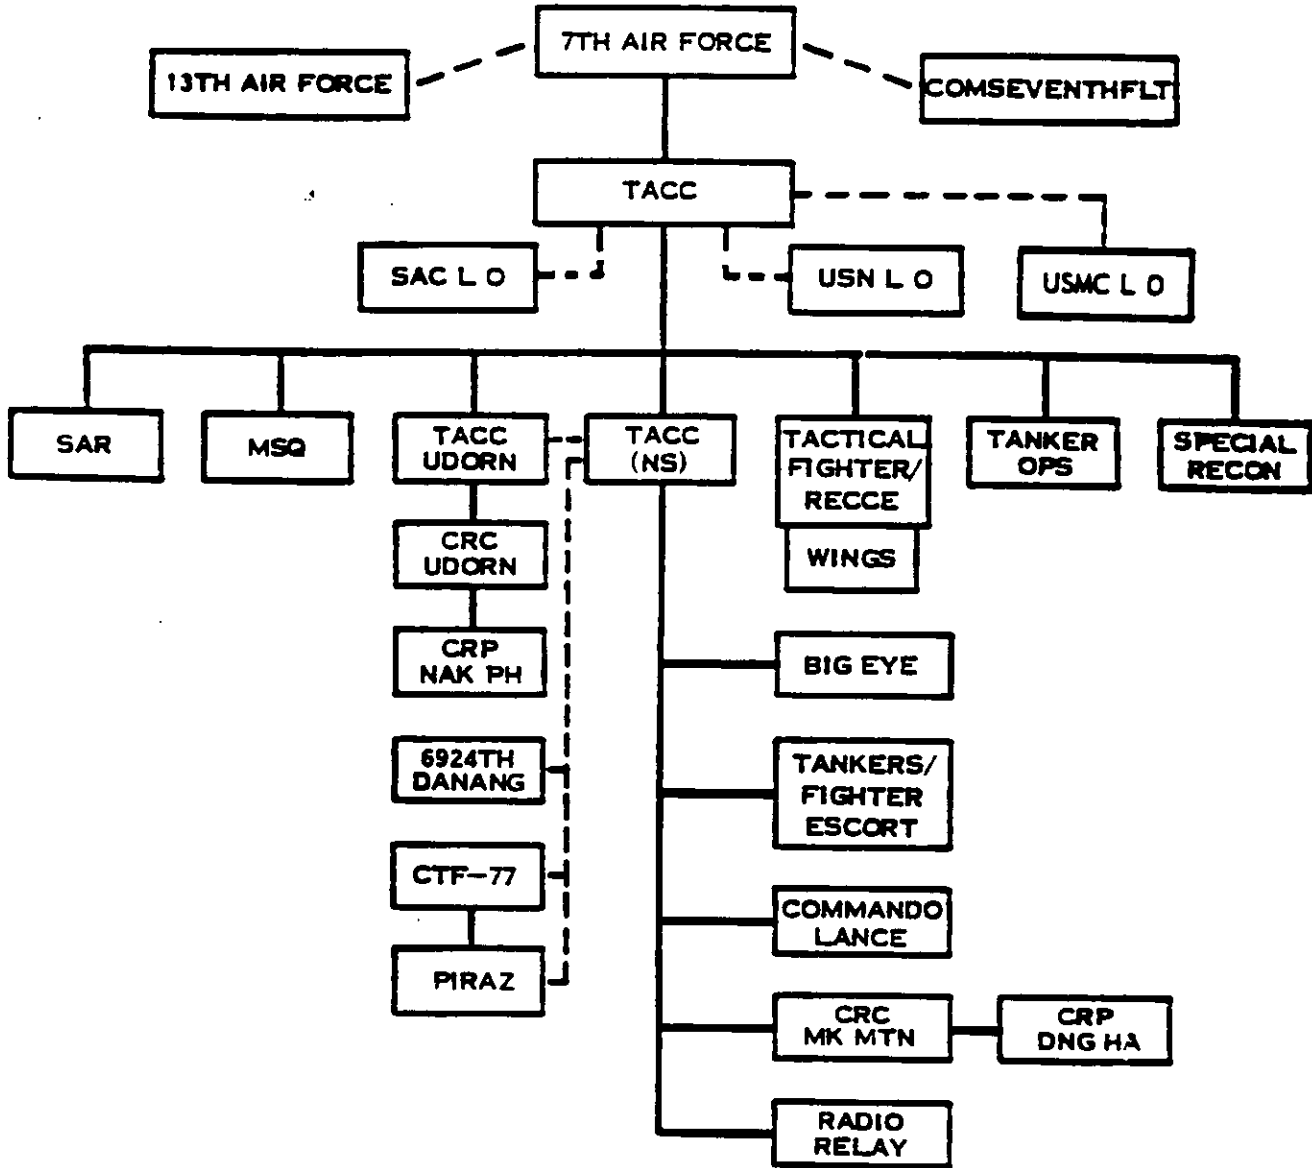 7TH AIR FORCE
13TH AIR FORCE
COMSEVENTHFLT
TACC
SAC L O
USN L O
USMC L O
SAR
MSQ
TACC
UDORN
TACC
(NS)
TACTICAL
FIGHTER/
RECCE
WINGS
TANKER
OPS
SPECIAL
RECON
CRC
UDORN
CRP
NAK PH
BIG EYE
6924TH
DANANG
TANKERS/
FIGHTER
ESCORT
CTF-77
COMMANDO
LANCE
PIRAZ
CRC
MK MTN
CRP
DNG HA
RADIO
RELAY